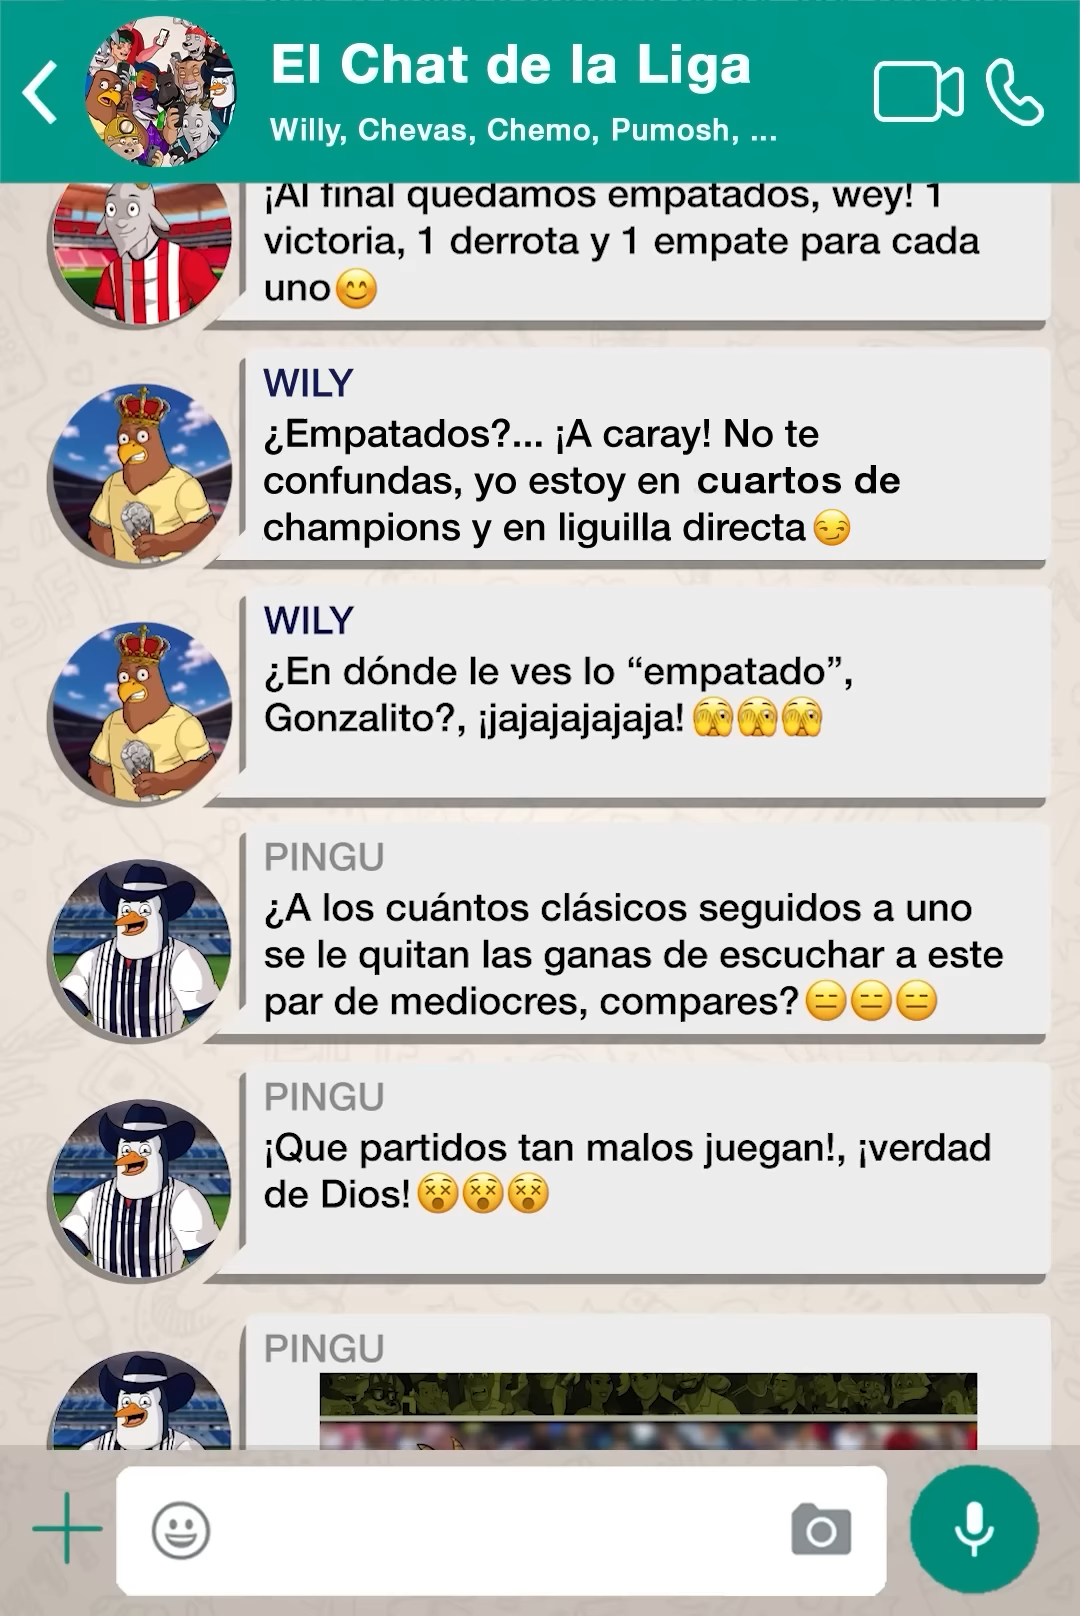 El Chat de la Liga
Willy, Chevas, Chemo, Pumosh, ...
¡Al final quedamos empatados, wey! 1
victoria, 1 derrota y 1 empate para cada
uno😊
WILY
¿Empatados?... ¡A caray! No te
confundas, yo estoy en cuartos de
champions y en liguilla directa😏
WILY
¿En dónde le ves lo “empatado”,
Gonzalito?, ¡jajajajajaja!🫣🫣🫣
PINGU
¿A los cuántos clásicos seguidos a uno
se le quitan las ganas de escuchar a este
par de mediocres, compares?😑😑😑
PINGU
¡Que partidos tan malos juegan!, ¡verdad
de Dios!😵😵😵
PINGU